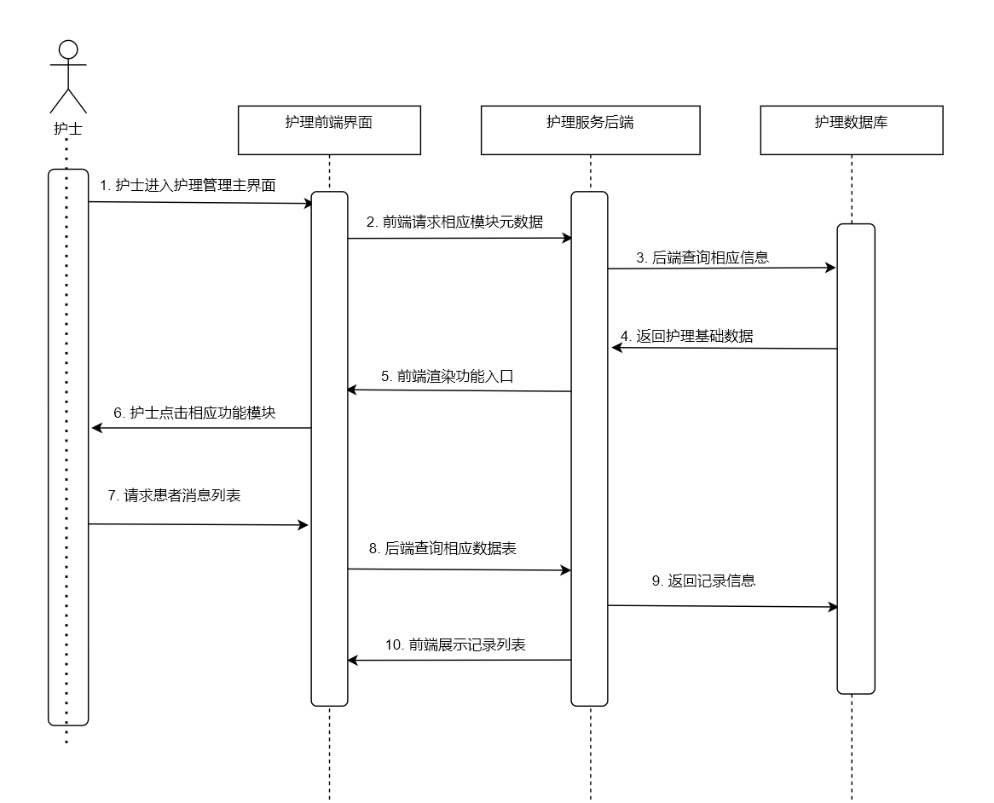 护士
护理前端界面
护理服务后端
护理数据库
1. 护士进入护理管理主界面
2. 前端请求相应模块元数据
3. 后端查询相应信息
4. 返回护理基础数据
5. 前端渲染功能入口
6. 护士点击相应功能模块
7. 请求患者消息列表
8. 后端查询相应数据表
9. 返回记录信息
10. 前端展示记录列表